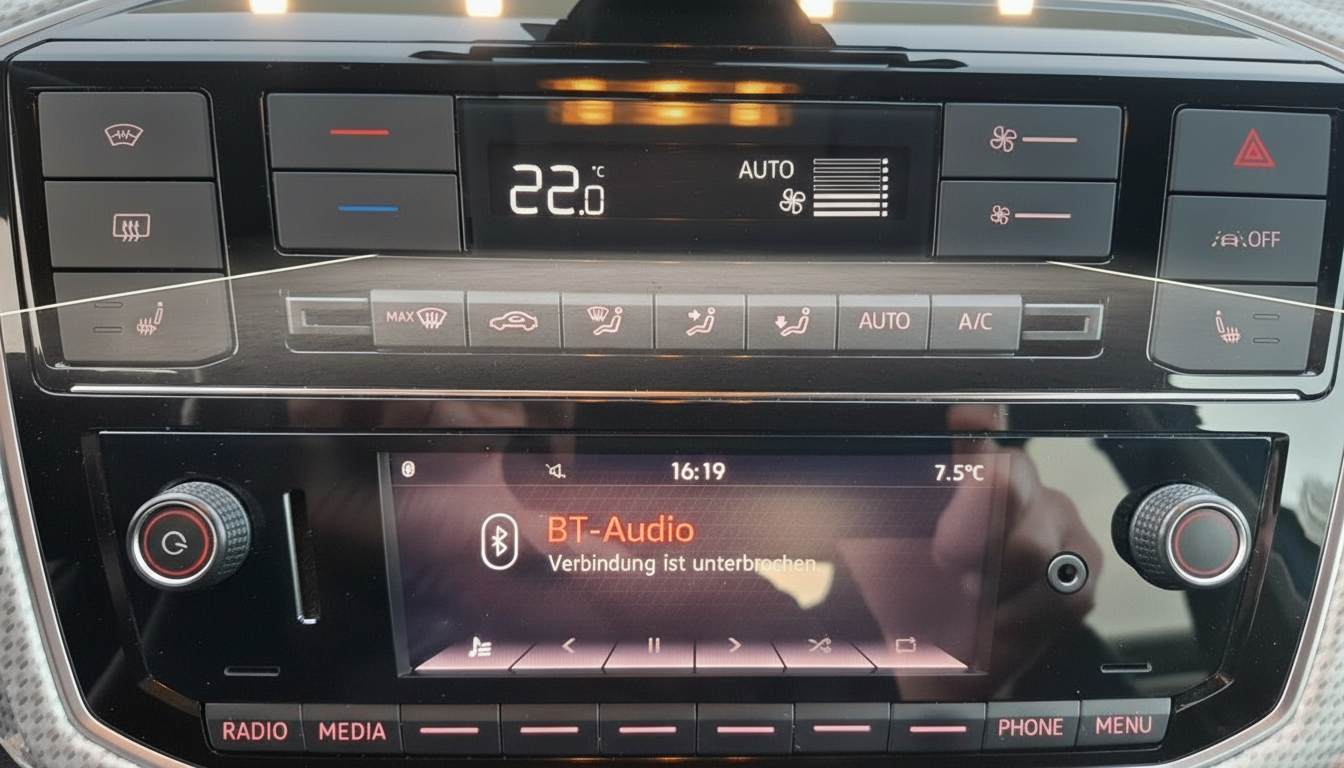 22.0 °C
AUTO
OFF
MAX
AUTO
A/C
16:19
7.5°C
BT-Audio
Verbindung ist unterbrochen.
RADIO
MEDIA
PHONE
MENU